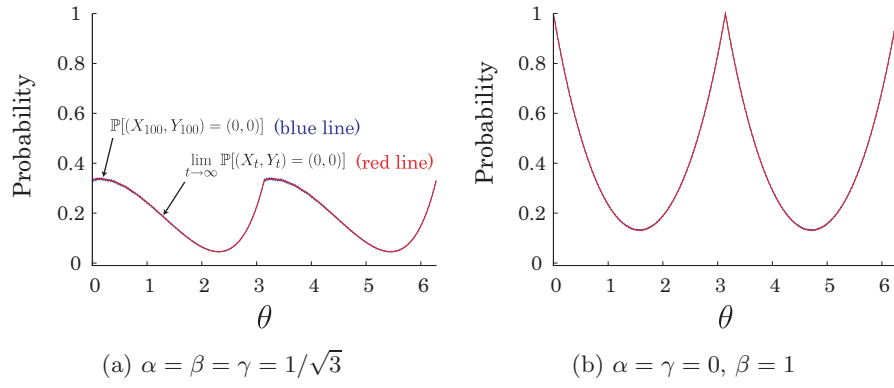 1
0.8
0.6
0.4
0.2
0
Probability
ℙ[(X₁₀₀, Y₁₀₀) = (0, 0)] (blue line)
lim ℙ[(Xₜ, Yₜ) = (0, 0)] (red line)
t→∞
0 1 2 3 4 5 6
θ
(a) α = β = γ = 1/√3
1
0.8
0.6
0.4
0.2
0
Probability
0 1 2 3 4 5 6
θ
(b) α = γ = 0, β = 1